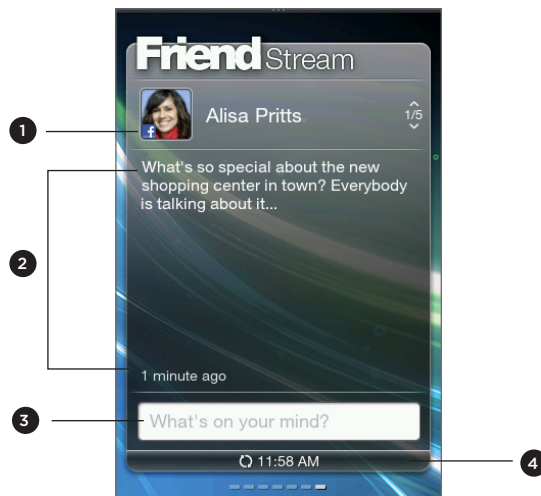 Friend Stream
1
f
Alisa Pritts
1/5
What's so special about the new
shopping center in town? Everybody
is talking about it...
2
1 minute ago
3
What's on your mind?
11:58 AM
4